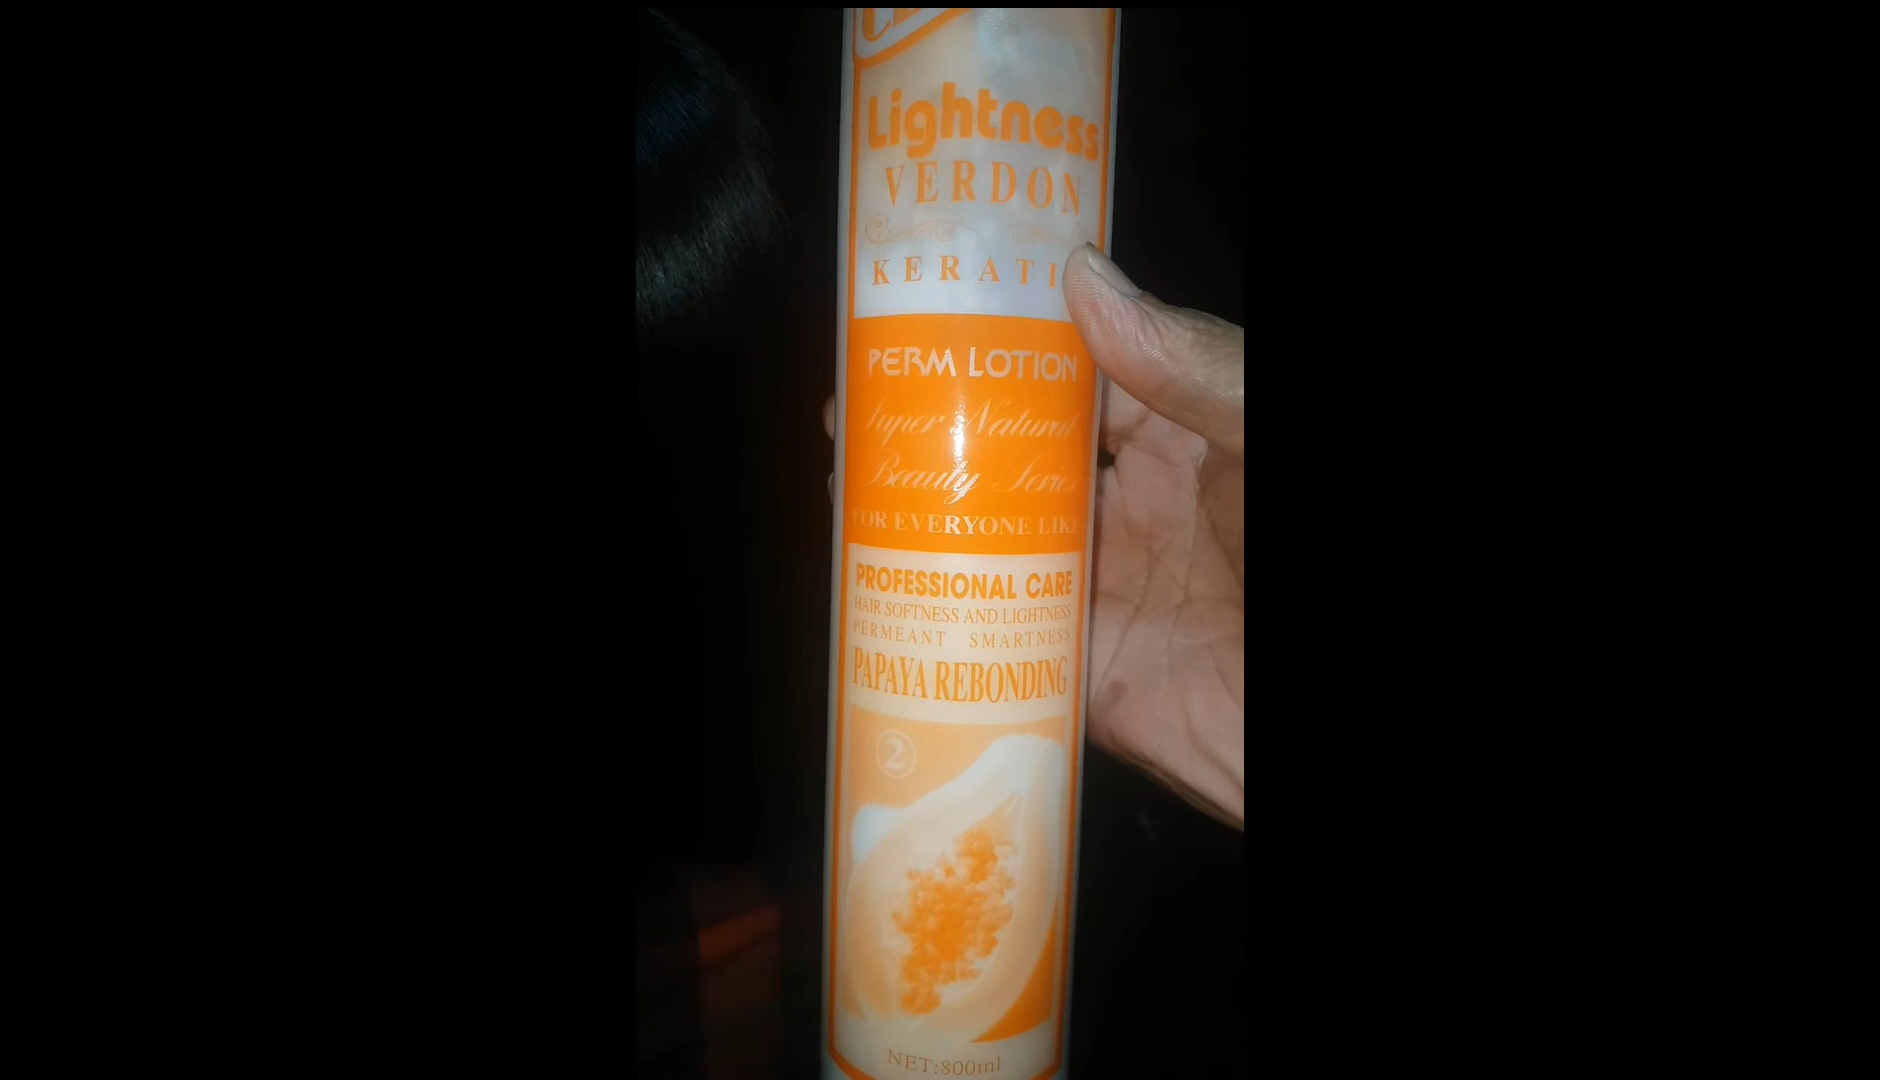 Lightness
VERDON
KERATI
PERM LOTION
Super Natural
Beauty Series
FOR EVERYONE LIKE
PROFESSIONAL CARE
HAIR SOFTNESS AND LIGHTNESS
PERMEANT SMARTNESS
PAPAYA REBONDING
2
NET:800ml